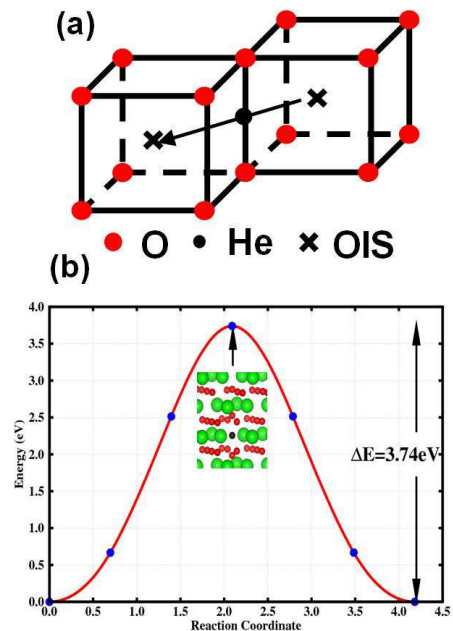 (a)
O He OIS
(b)
4.0
3.5
3.0
2.5
2.0
1.5
1.0
0.5
0.0
Energy (eV)
ΔE=3.74eV
0.0 0.5 1.0 1.5 2.0 2.5 3.0 3.5 4.0 4.5
Reaction Coordinate